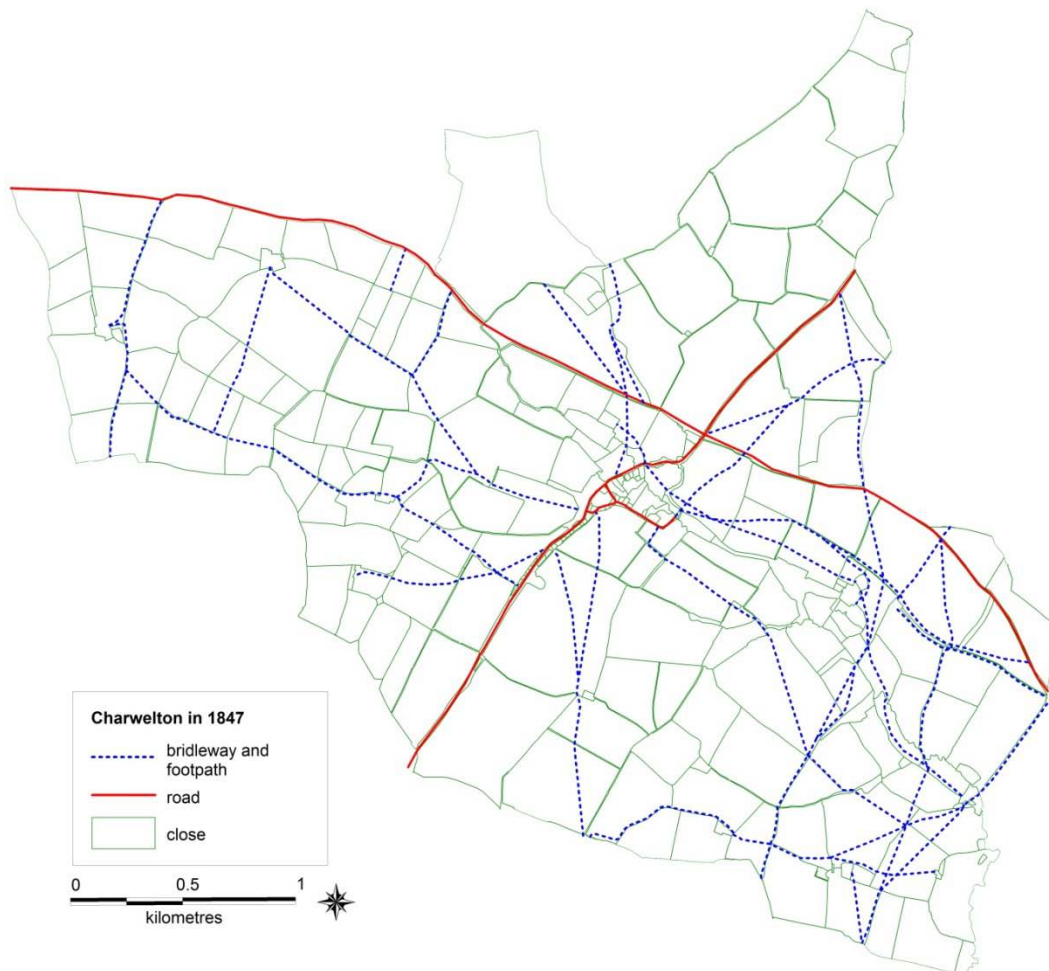 Charwelton in 1847
bridleway and
footpath
road
close
0 0.5 1
kilometres